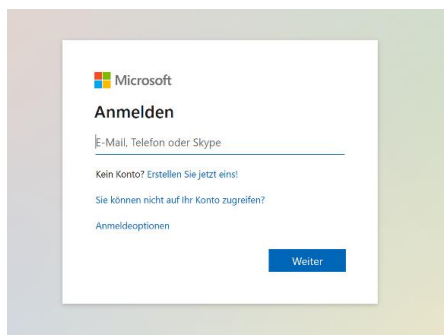 Microsoft
Anmelden
E-Mail, Telefon oder Skype
Kein Konto? Erstellen Sie jetzt eins!
Sie können nicht auf Ihr Konto zugreifen?
Anmeldeoptionen
Weiter